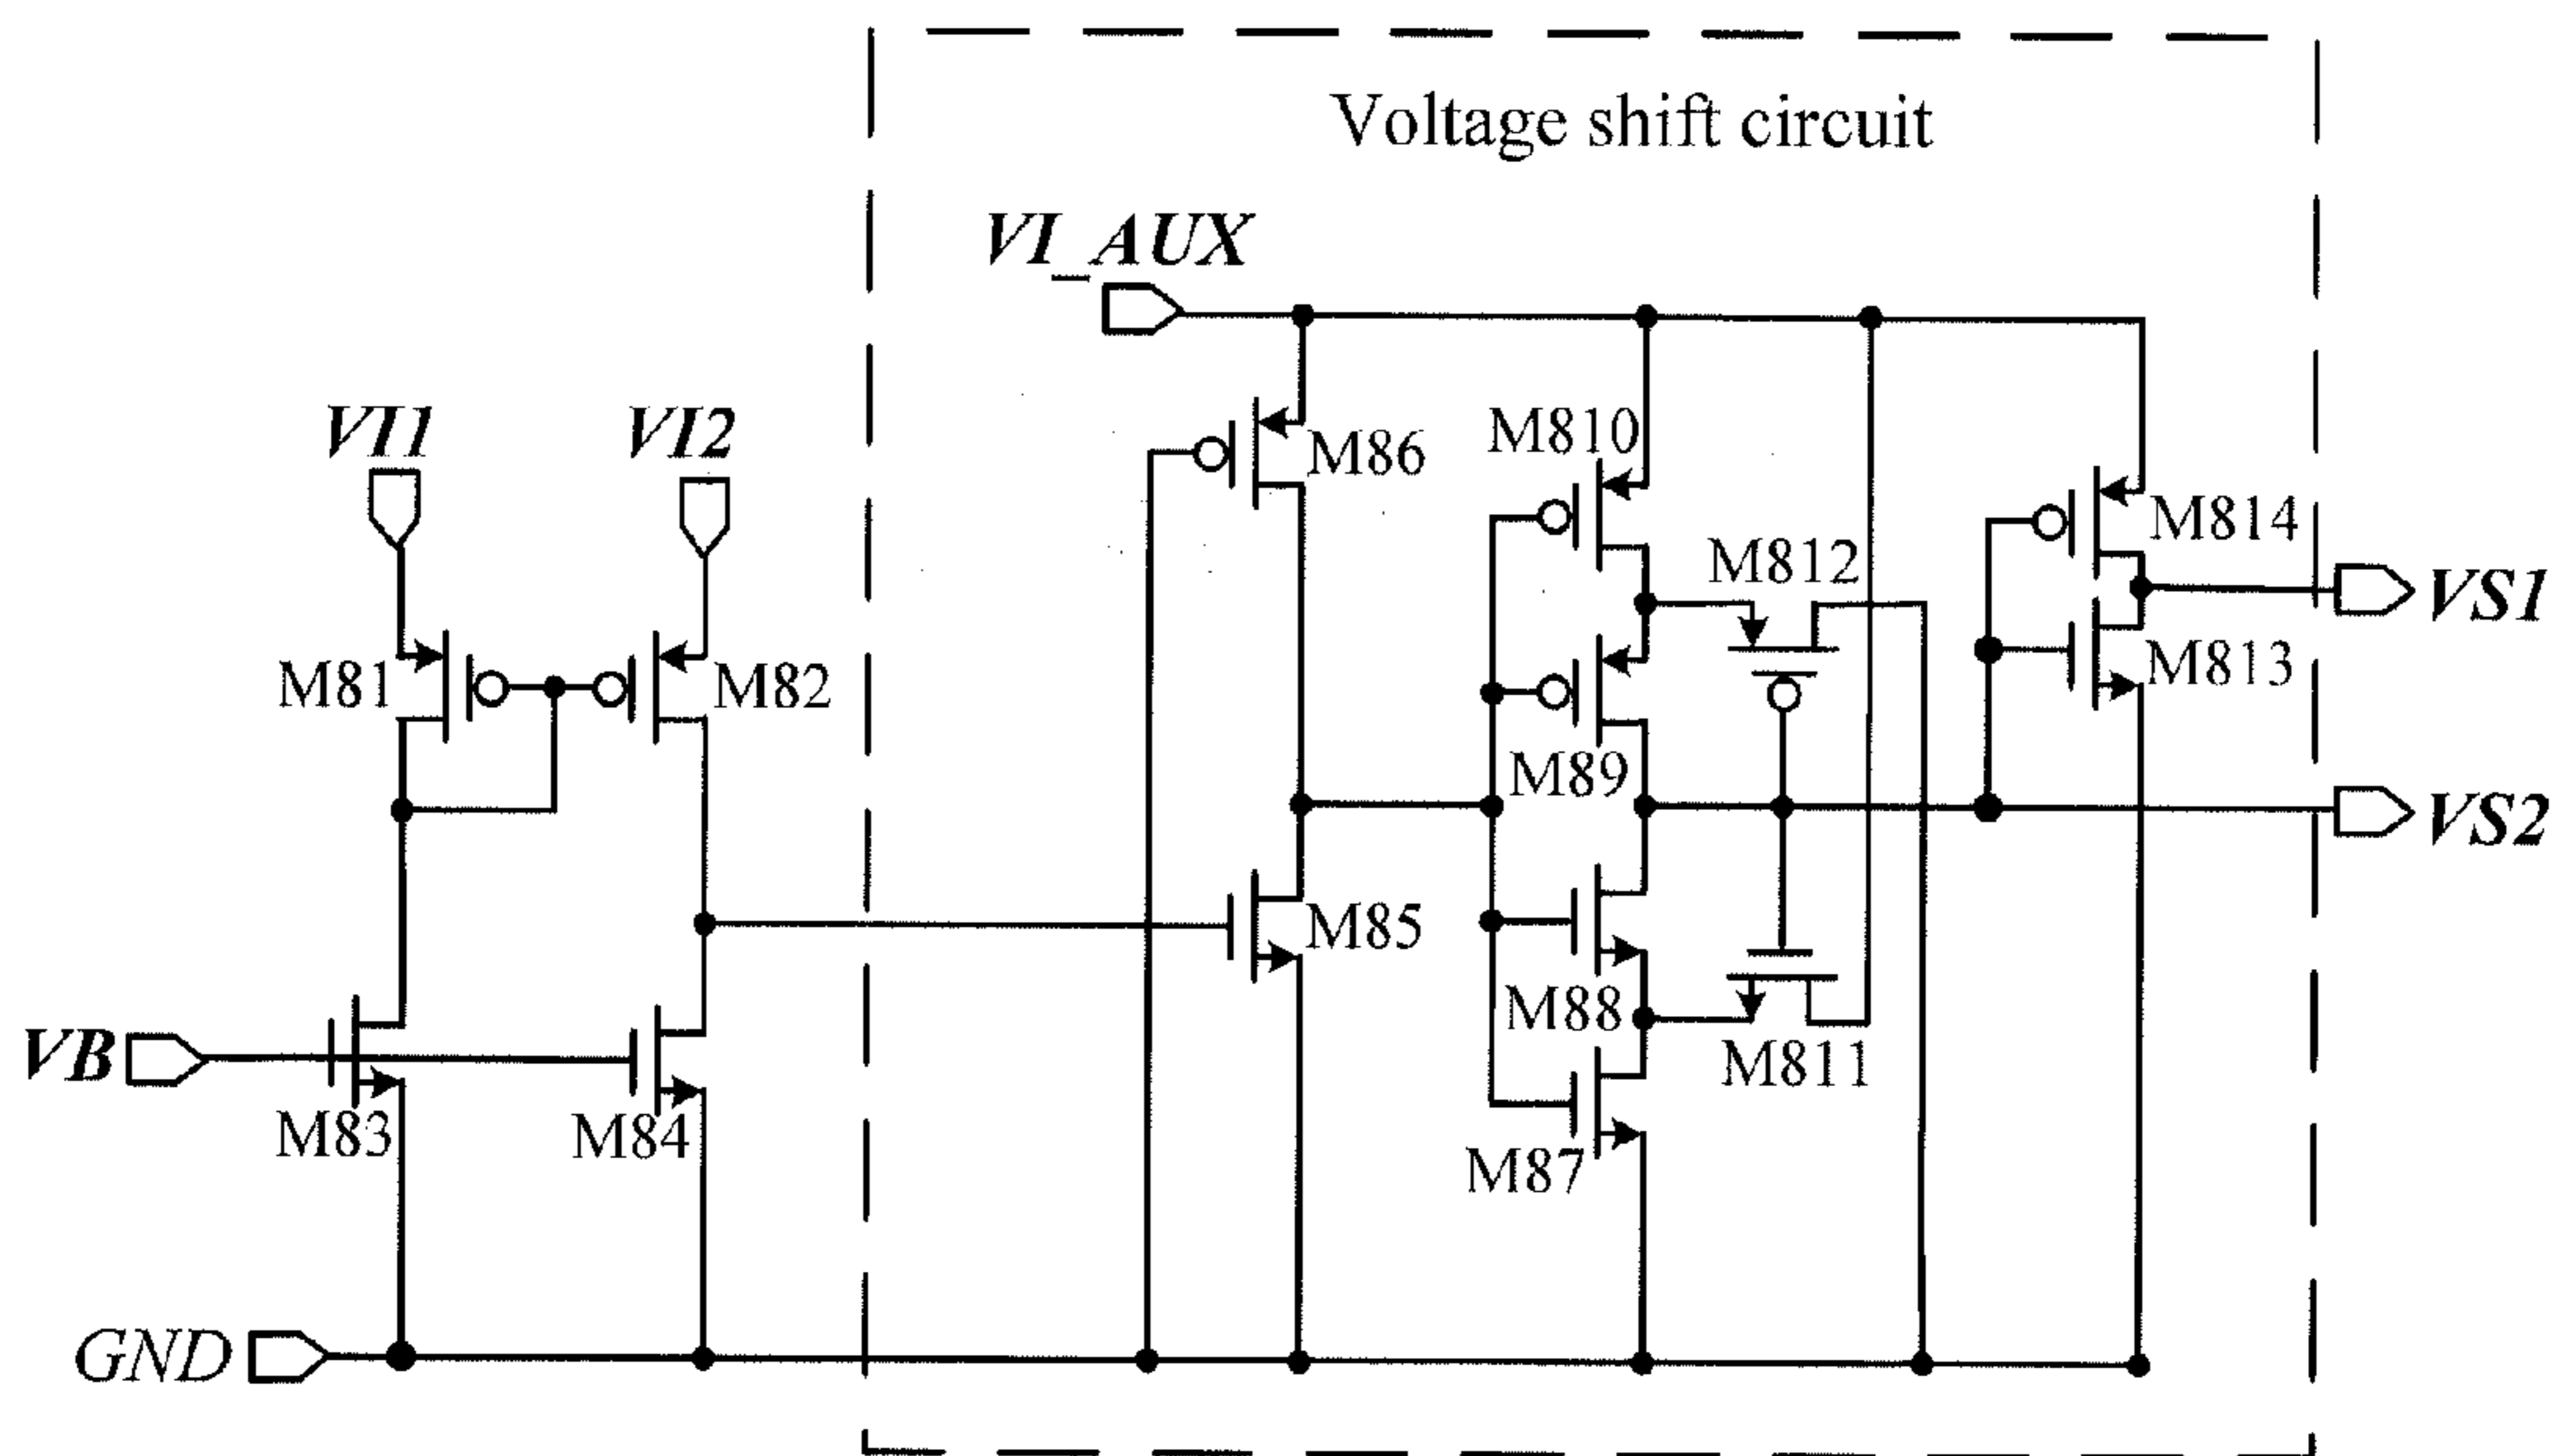 Voltage shift circuit
VI_AUX
VI1
VI2
M810
M86
M814
M812
VS1
M81
M82
M813
M89
VS2
M85
M88
M811
VB
M83
M84
M87
GND